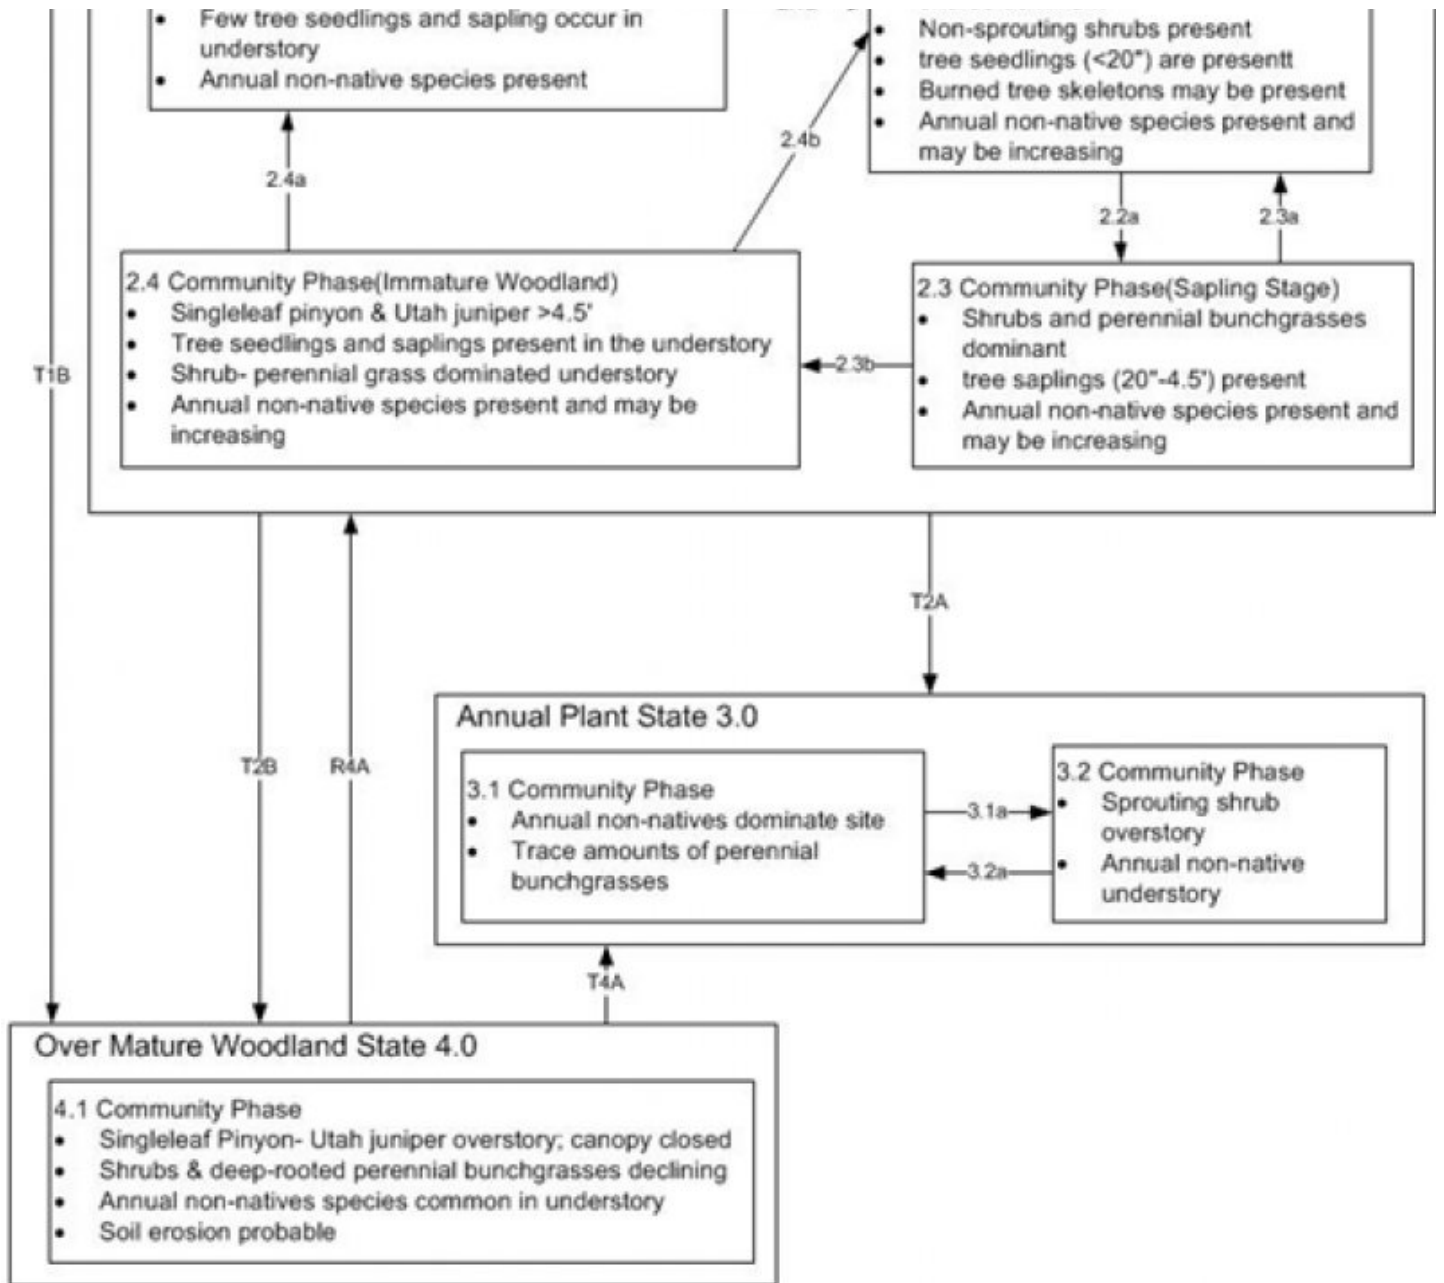 Few tree seedlings and sapling occur in
understory
Annual non-native species present
Non-sprouting shrubs present
tree seedlings (<20") are presentt
Burned tree skeletons may be present
Annual non-native species present and
may be increasing
2.4a
2.4b
2.2a
2.3a
2.4 Community Phase(Immature Woodland)
Singleleaf pinyon & Utah juniper >4.5'
Tree seedlings and saplings present in the understory
Shrub- perennial grass dominated understory
Annual non-native species present and may be
increasing
2.3b
2.3 Community Phase(Sapling Stage)
Shrubs and perennial bunchgrasses
dominant
tree saplings (20"-4.5') present
Annual non-native species present and
may be increasing
T1B
T2A
T2B
R4A
Annual Plant State 3.0
3.1 Community Phase
Annual non-natives dominate site
Trace amounts of perennial
bunchgrasses
3.1a
3.2a
3.2 Community Phase
Sprouting shrub
overstory
Annual non-native
understory
T4A
Over Mature Woodland State 4.0
4.1 Community Phase
Singleleaf Pinyon- Utah juniper overstory; canopy closed
Shrubs & deep-rooted perennial bunchgrasses declining
Annual non-natives species common in understory
Soil erosion probable